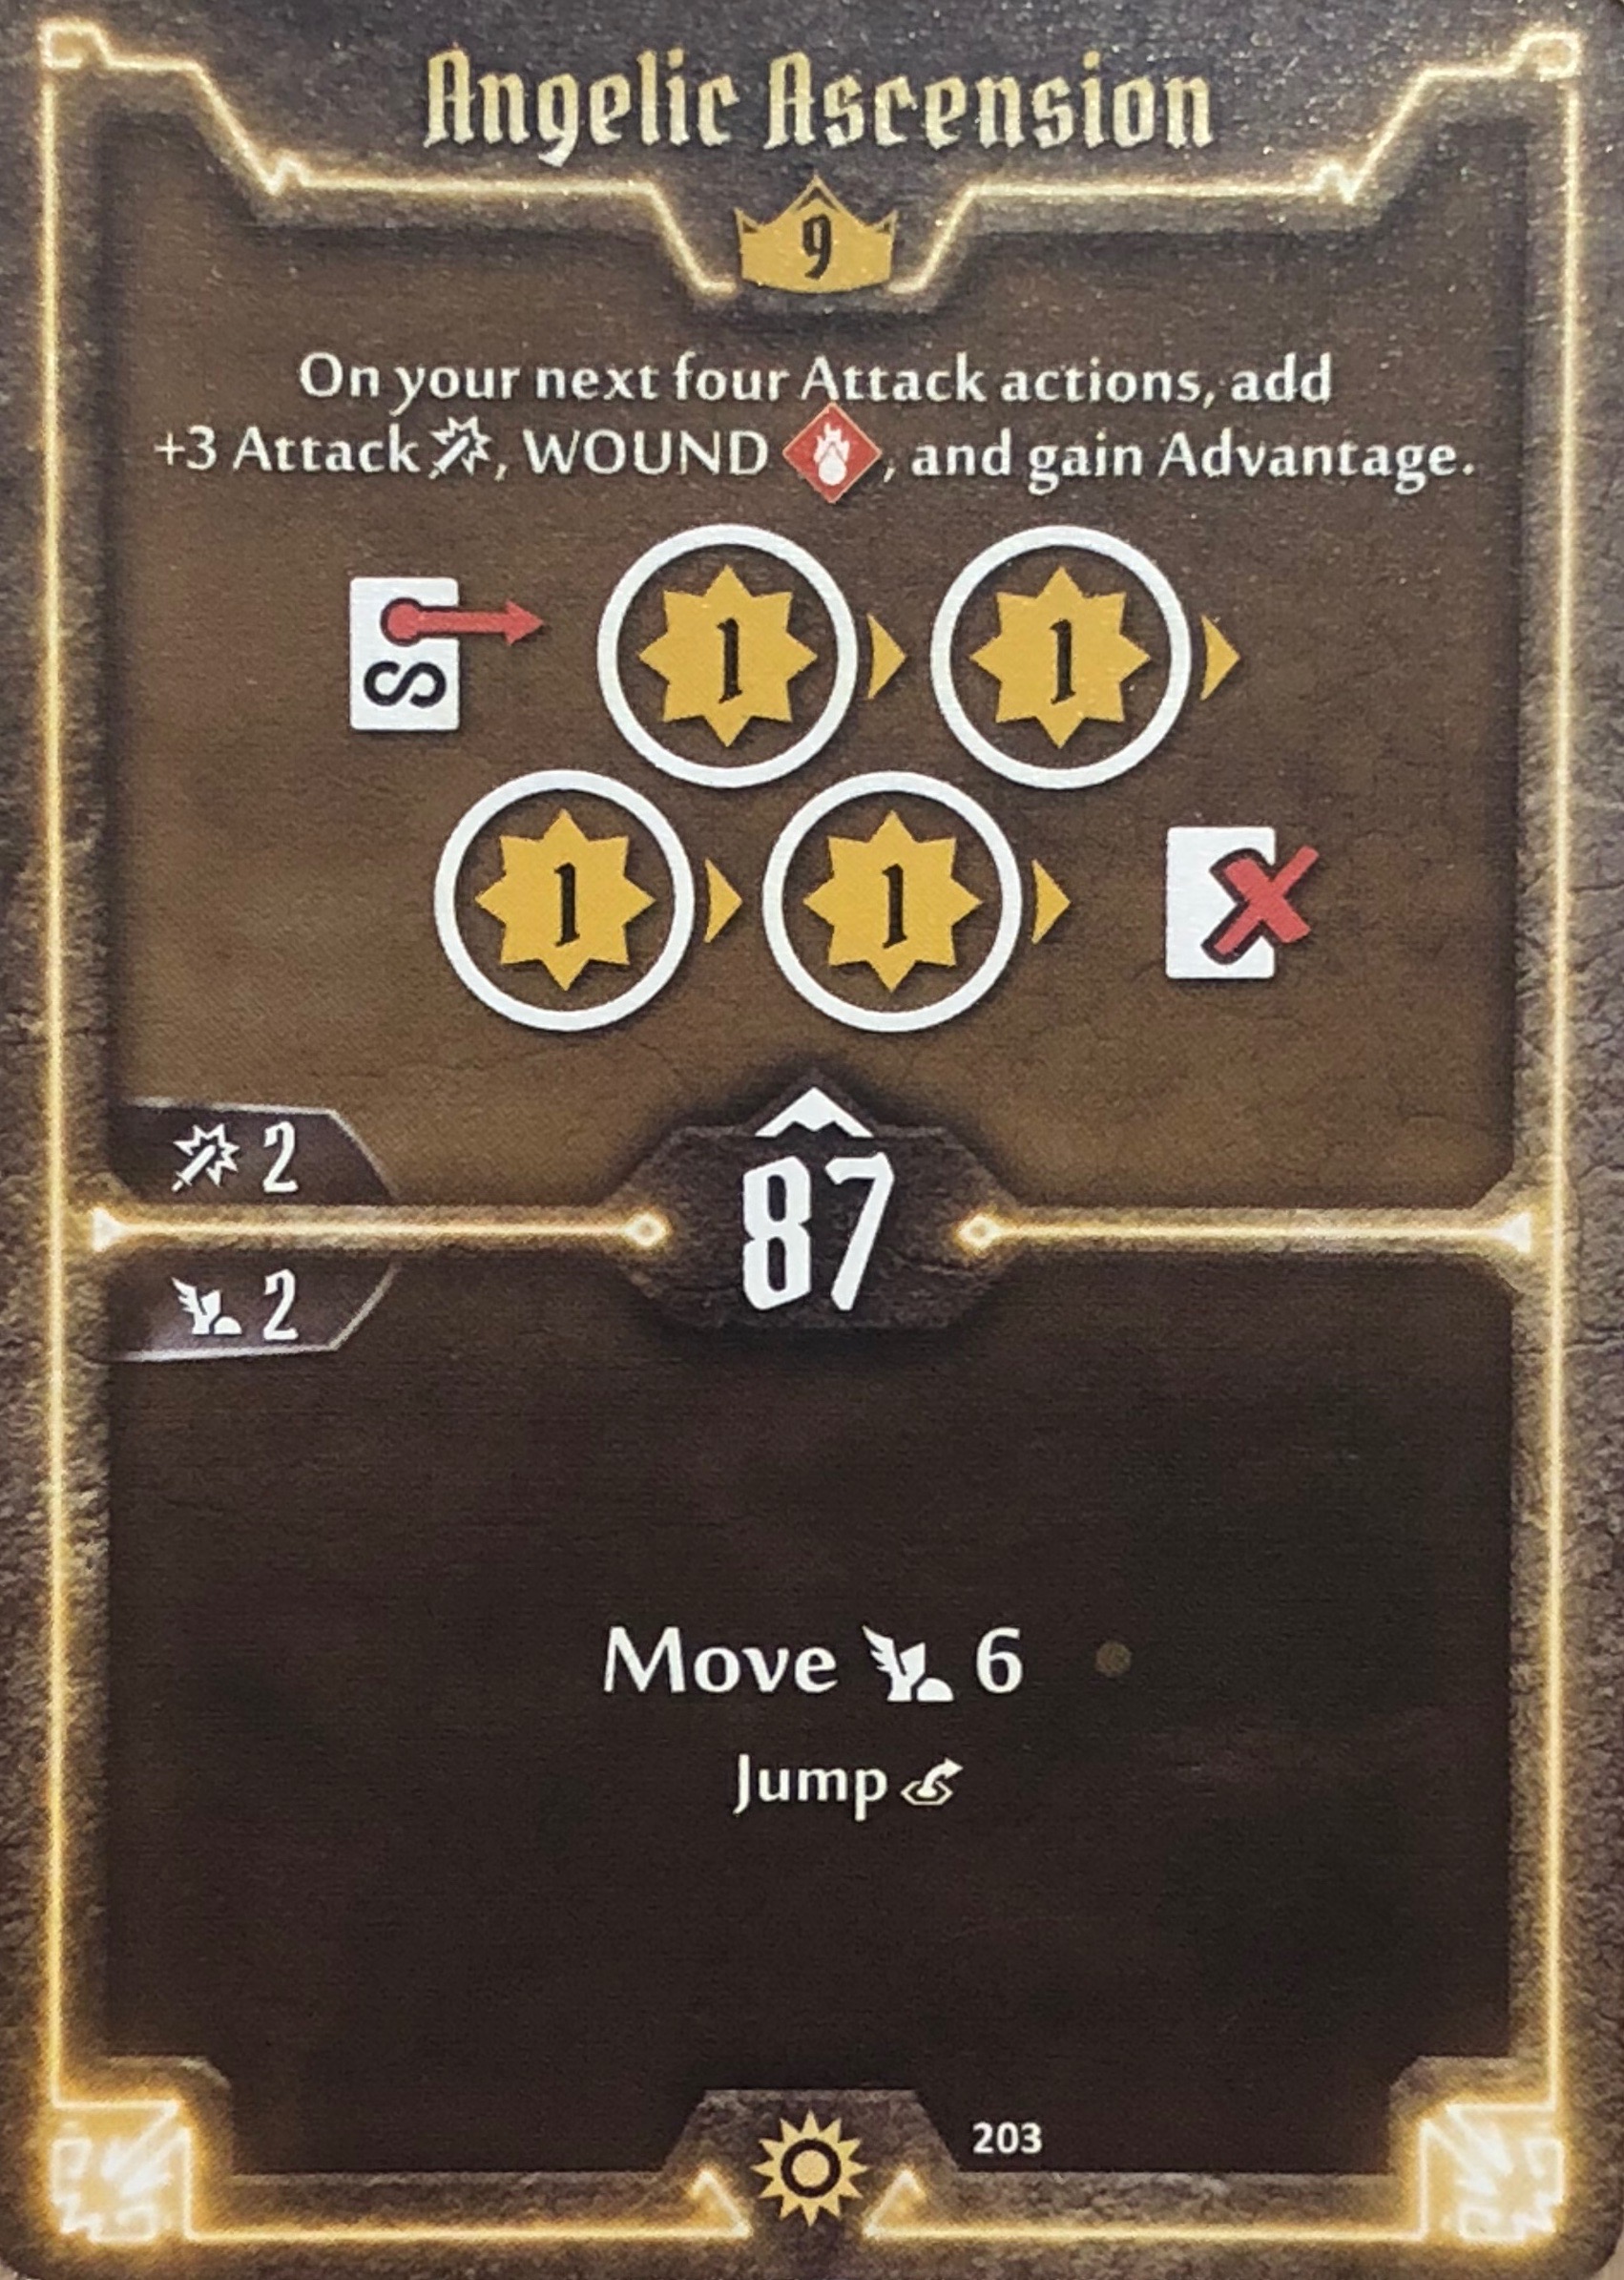 Angelic Ascension
9
On your next four Attack actions, add
+3 Attack, WOUND, and gain Advantage.
S
1 1
1 1
2
87
2
Move 6
Jump
203